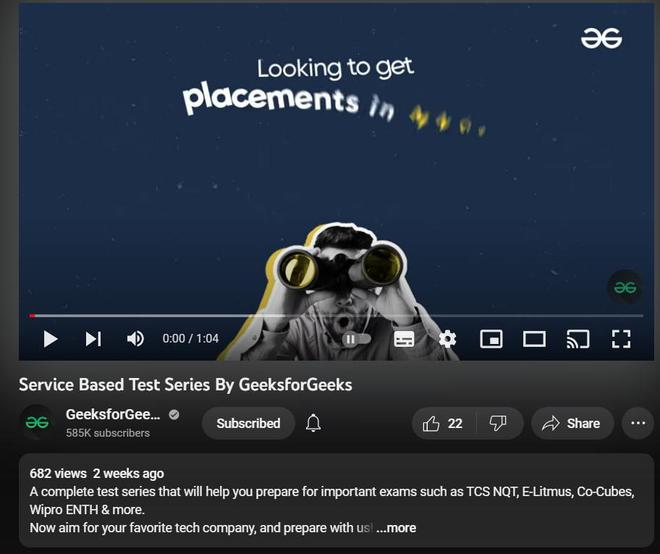 Looking to get
placements in
0:00 / 1:04
Service Based Test Series By GeeksforGeeks
GeeksforGee...
585K subscribers
Subscribed
22
Share
682 views 2 weeks ago
A complete test series that will help you prepare for important exams such as TCS NQT, E-Litmus, Co-Cubes,
Wipro ENTH & more.
Now aim for your favorite tech company, and prepare with us! ...more